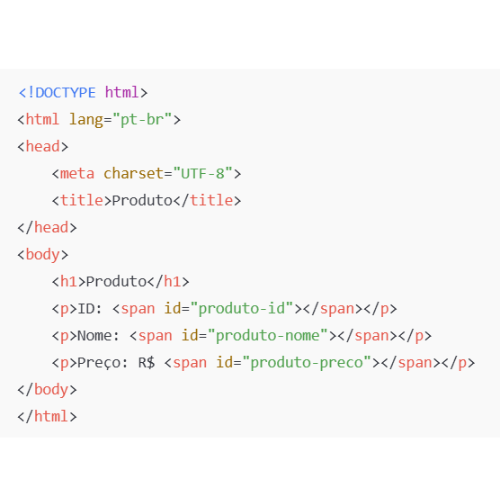 <!DOCTYPE html>
<html lang="pt-br">
<head>
    <meta charset="UTF-8">
    <title>Produto</title>
</head>
<body>
    <h1>Produto</h1>
    <p>ID: <span id="produto-id"></span></p>
    <p>Nome: <span id="produto-nome"></span></p>
    <p>Preço: R$ <span id="produto-preco"></span></p>
</body>
</html>